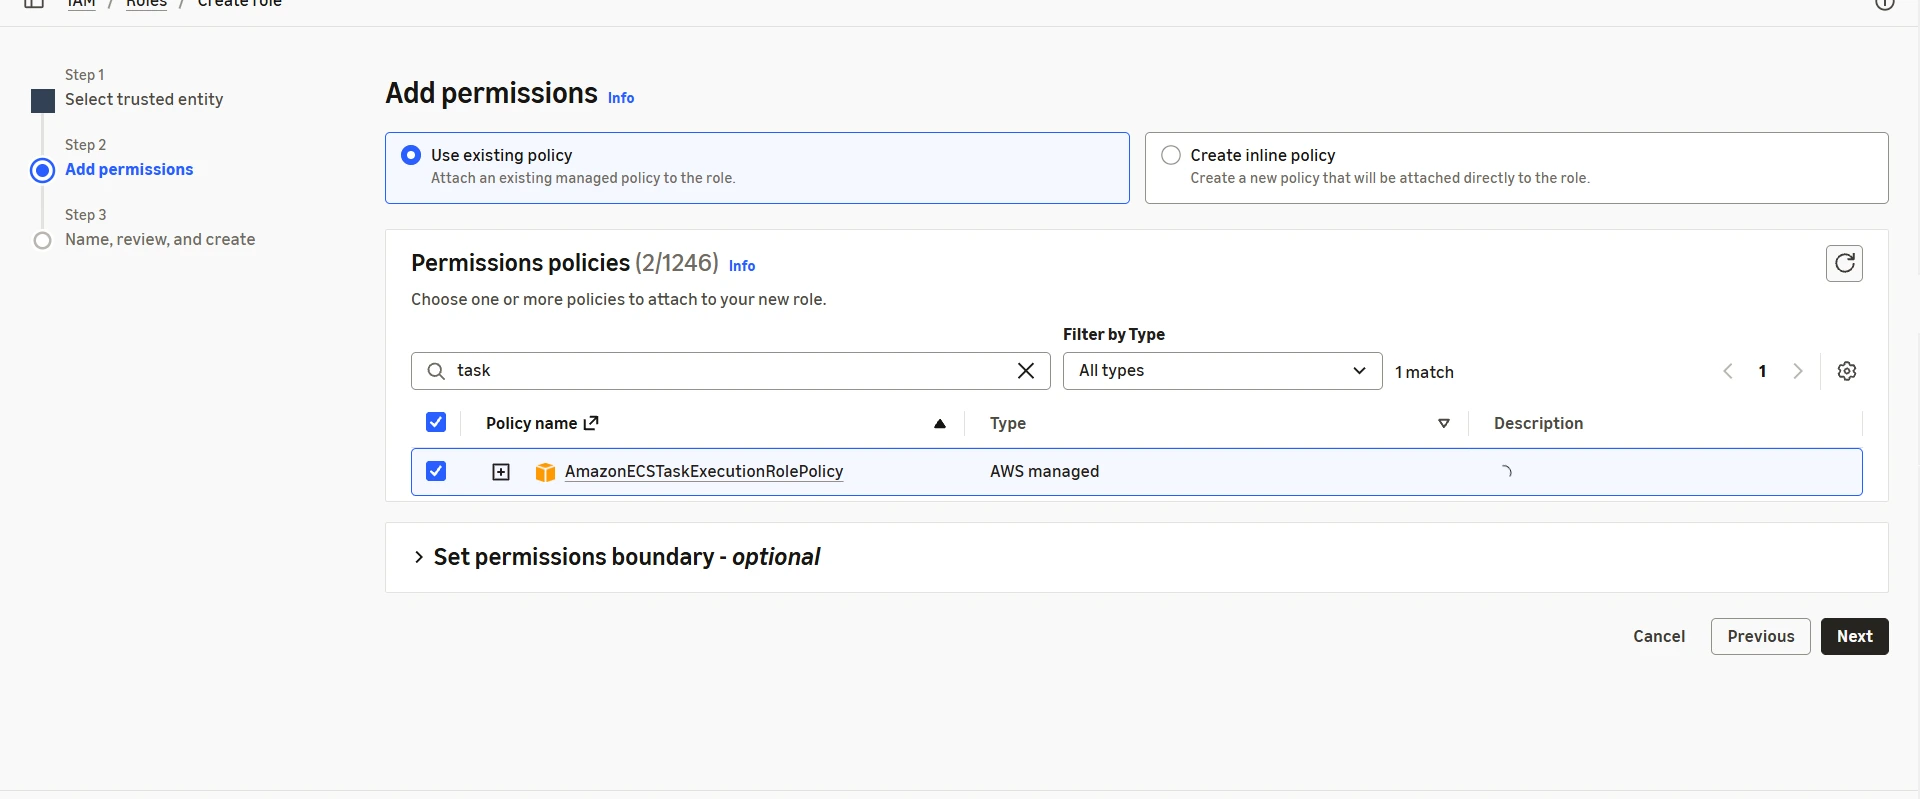 IAM / Roles / Create role
Step 1
Select trusted entity
Step 2
Add permissions
Step 3
Name, review, and create
Add permissions Info
Use existing policy
Attach an existing managed policy to the role.
Create inline policy
Create a new policy that will be attached directly to the role.
Permissions policies (2/1246) Info
Choose one or more policies to attach to your new role.
Filter by Type
task
All types
1 match
1
Policy name
Type
Description
AmazonECSTaskExecutionRolePolicy
AWS managed
Set permissions boundary - optional
Cancel
Previous
Next